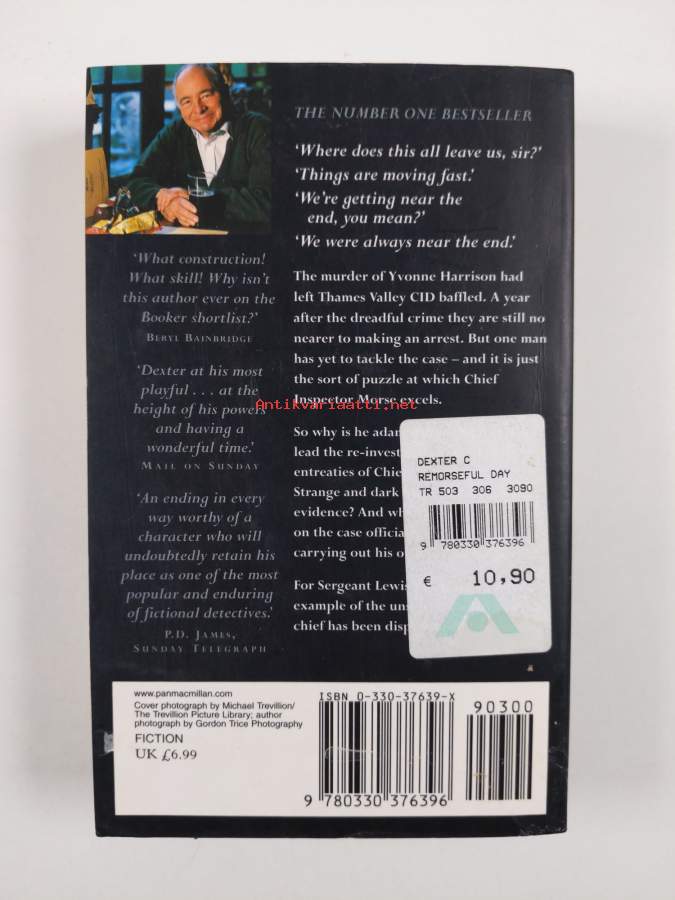 THE NUMBER ONE BESTSELLER
‘Where does this all leave us, sir?’
‘Things are moving fast.’
‘We’re getting near the
end, you mean?’
‘We were always near the end.’
The murder of Yvonne Harrison had
left Thames Valley CID baffled. A year
after the dreadful crime they are still no
nearer to making an arrest. But one man
has yet to tackle the case – and it is just
the sort of puzzle at which Chief
Inspector Morse excels.
So why is he
lead the
entreaties of
Strange and dark
evidence? And
on the case
carrying out his
For Sergeant
example of the
chief has been
‘What construction!
What skill! Why isn’t
this author ever on the
Booker shortlist?’
BERYL BAINBRIDGE
‘Dexter at his most
playful . . . at the
height of his powers
and having a
wonderful time.’
MAIL ON SUNDAY
‘An ending in every
way worthy of a
character who will
undoubtedly retain his
place as one of the most
popular and enduring
of fictional detectives.’
P.D. JAMES,
SUNDAY TELEGRAPH
Antikvariaatti.net
DEXTER C
REMORSEFUL DAY
TR 503 306 3090
9 780330 376396
€ 10,90
www.panmacmillan.com
Cover photograph by Michael Trevillion/
The Trevillion Picture Library; author
photograph by Gordon Trice Photography
FICTION
UK £6.99
ISBN 0-330-37639-X
90300
9 780330 376396